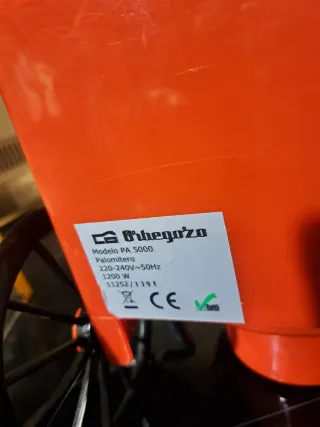 Orbegozo
Modelo PA 5000
Palomitero
220-240V~50Hz
1200 W
11252/1391
CE